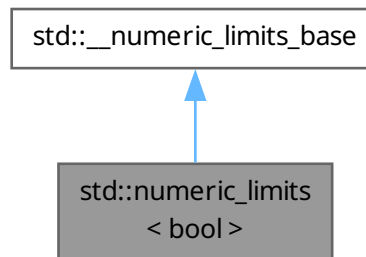 std::__numeric_limits_base
std::numeric_limits
< bool >